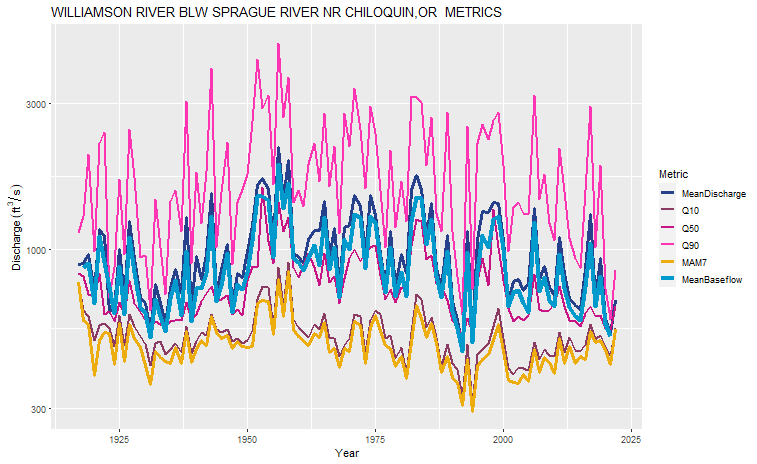 WILLIAMSON RIVER BLW SPRAGUE RIVER NR CHILOQUIN,OR  METRICS
3000
1000
300
Discharge (ft³/s)
1925
1950
1975
2000
2025
Year
Metric
MeanDischarge
Q10
Q50
Q90
MAM7
MeanBaseflow